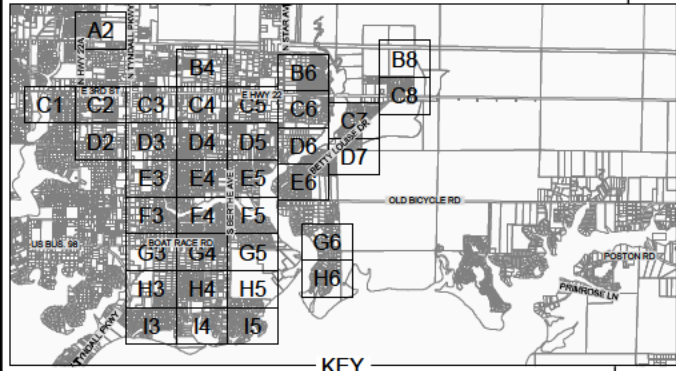 A2
N HWY 22A
N TYNDALL PKWY
N STAR AV
B4
B6
B8
E 3RD ST
E HWY 22
C1
C2
C3
C4
C5
C6
C7
C8
D2
D3
D4
D5
D6
D7
BETTY LOUISE DR
E3
E4
E5
E6
S BERTHE AVE
OLD BICYCLE RD
F3
F4
F5
US BUS. 98
BOAT RACE RD
G3
G4
G5
G6
POSTON RD
H3
H4
H5
H6
PRIMROSE LN
I3
I4
I5
TYNDALL PKWY
KEY